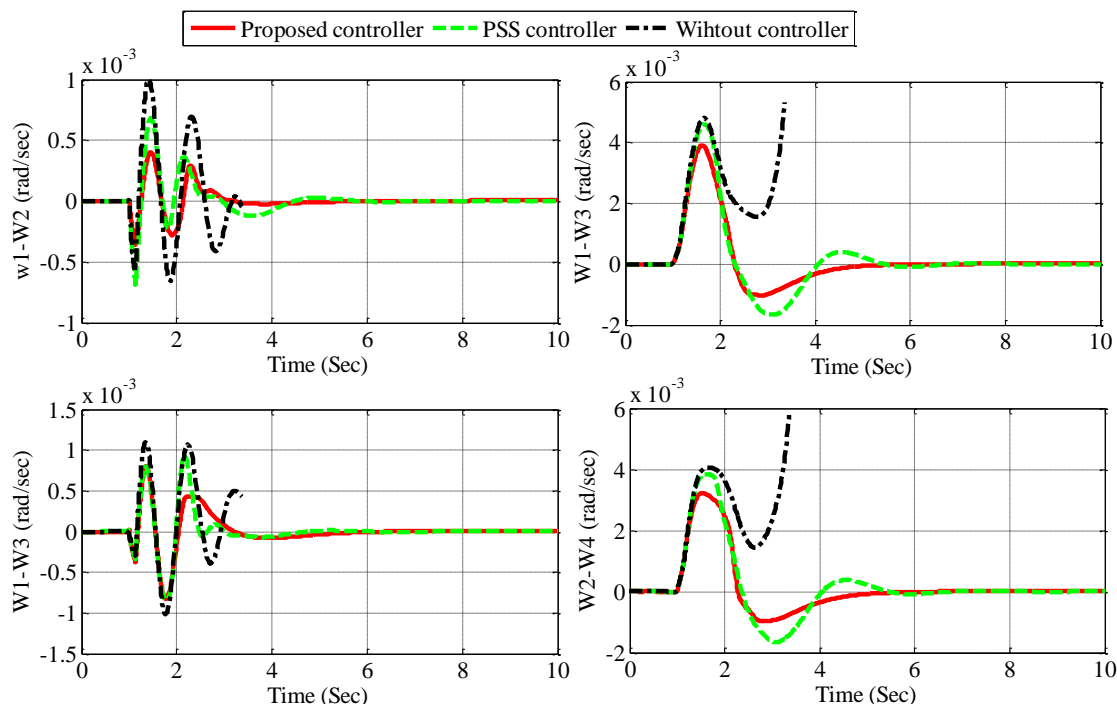 Proposed controller PSS controller Wihtout controller
x 10-3
1
0.5
0
-0.5
-1
w1-W2 (rad/sec)
0 2 4 6 8 10
Time (Sec)
x 10-3
6
4
2
0
-2
W1-W3 (rad/sec)
0 2 4 6 8 10
Time (Sec)
x 10-3
1.5
1
0.5
0
-0.5
-1
-1.5
W1-W3 (rad/sec)
0 2 4 6 8 10
Time (Sec)
x 10-3
6
4
2
0
-2
W2-W4 (rad/sec)
0 2 4 6 8 10
Time (Sec)